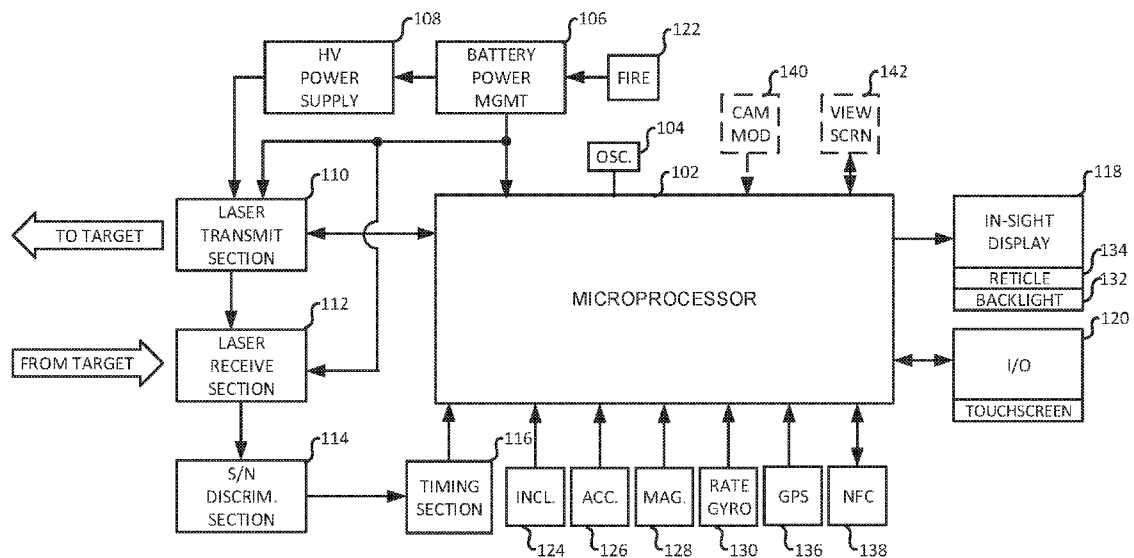 108
106
122
HV
POWER
SUPPLY
BATTERY
POWER
MGMT
FIRE
140
142
CAM
MOD
VIEW
SCRN
104
OSC.
102
110
LASER
TRANSMIT
SECTION
TO TARGET
118
IN-SIGHT
DISPLAY
134
RETICLE
132
BACKLIGHT
MICROPROCESSOR
112
LASER
RECEIVE
SECTION
FROM TARGET
120
I/O
TOUCHSCREEN
114
S/N
DISCRIM.
SECTION
116
TIMING
SECTION
INCL.
ACC.
MAG.
RATE
GYRO
GPS
NFC
124
126
128
130
136
138